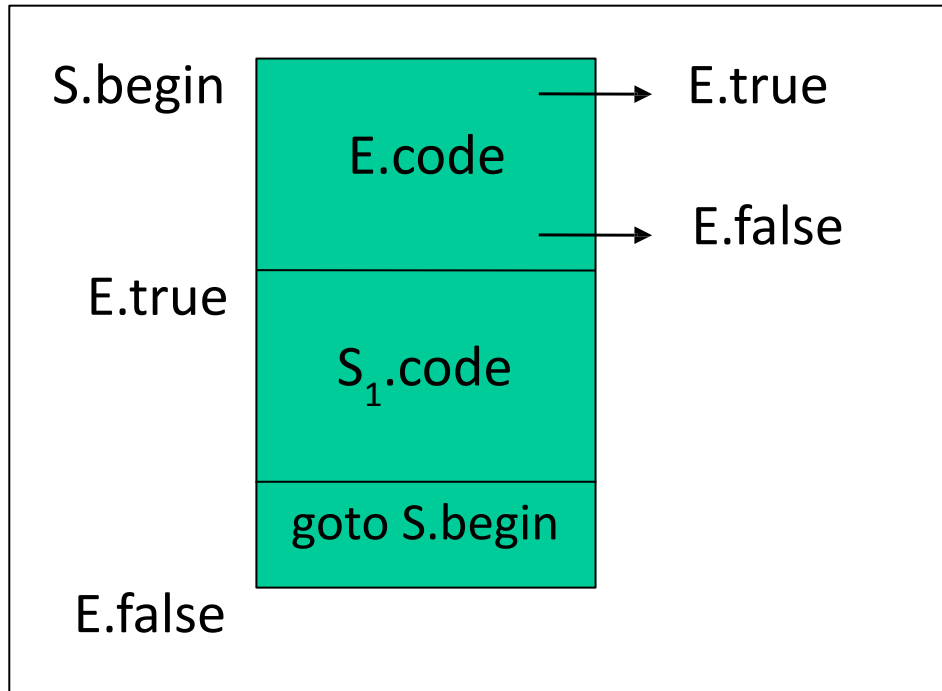 S.begin
E.true
E.code
E.false
E.true
S₁.code
goto S.begin
E.false